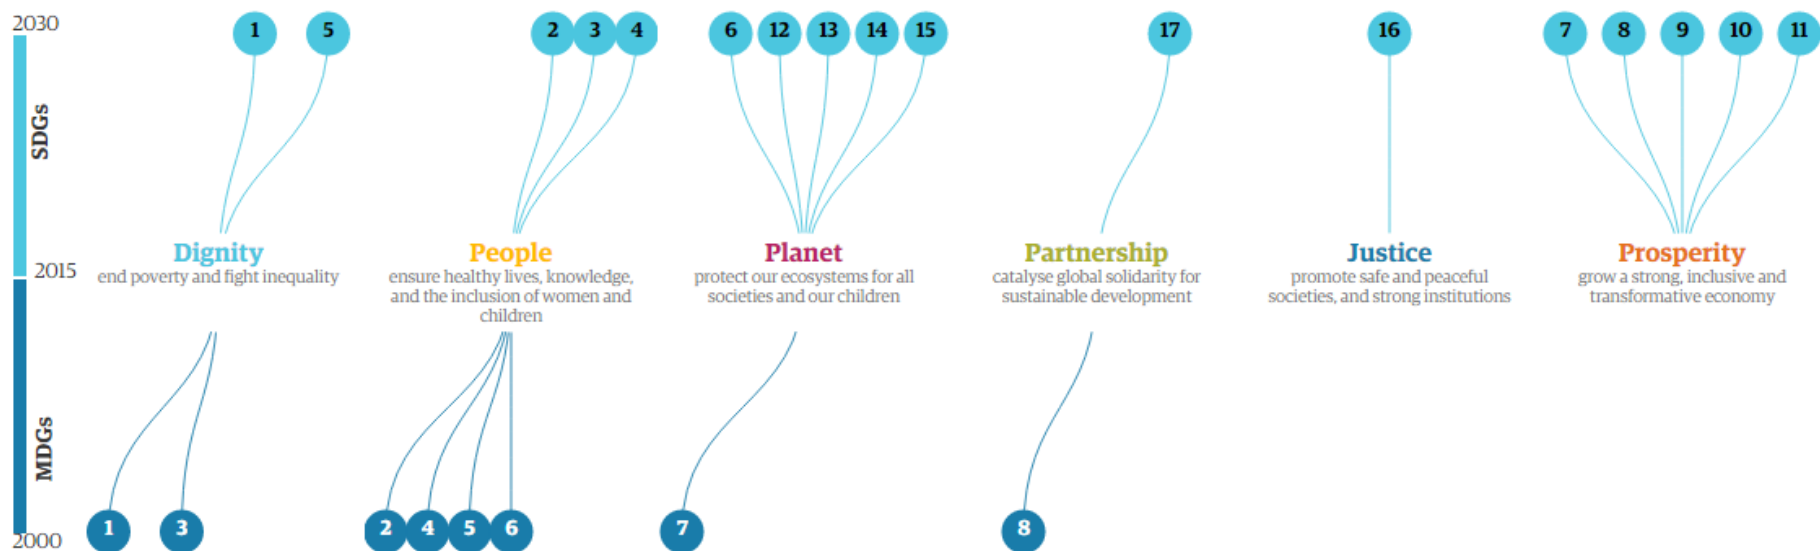 2030
1 5 2 3 4 6 12 13 14 15 17 16 7 8 9 10 11
SDGs
Dignity
end poverty and fight inequality
People
ensure healthy lives, knowledge,
and the inclusion of women and
children
Planet
protect our ecosystems for all
societies and our children
Partnership
catalyse global solidarity for
sustainable development
Justice
promote safe and peaceful
societies, and strong institutions
Prosperity
grow a strong, inclusive and
transformative economy
2015
MDGs
1 3 2 4 5 6 7 8
2000